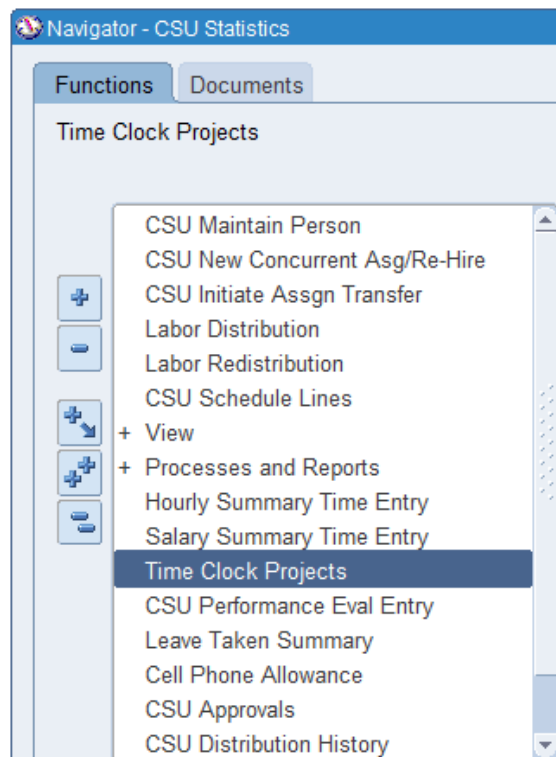 Navigator - CSU Statistics
Functions Documents
Time Clock Projects
CSU Maintain Person
CSU New Concurrent Asg/Re-Hire
CSU Initiate Assgn Transfer
Labor Distribution
Labor Redistribution
CSU Schedule Lines
+ View
+ Processes and Reports
Hourly Summary Time Entry
Salary Summary Time Entry
Time Clock Projects
CSU Performance Eval Entry
Leave Taken Summary
Cell Phone Allowance
CSU Approvals
CSU Distribution History